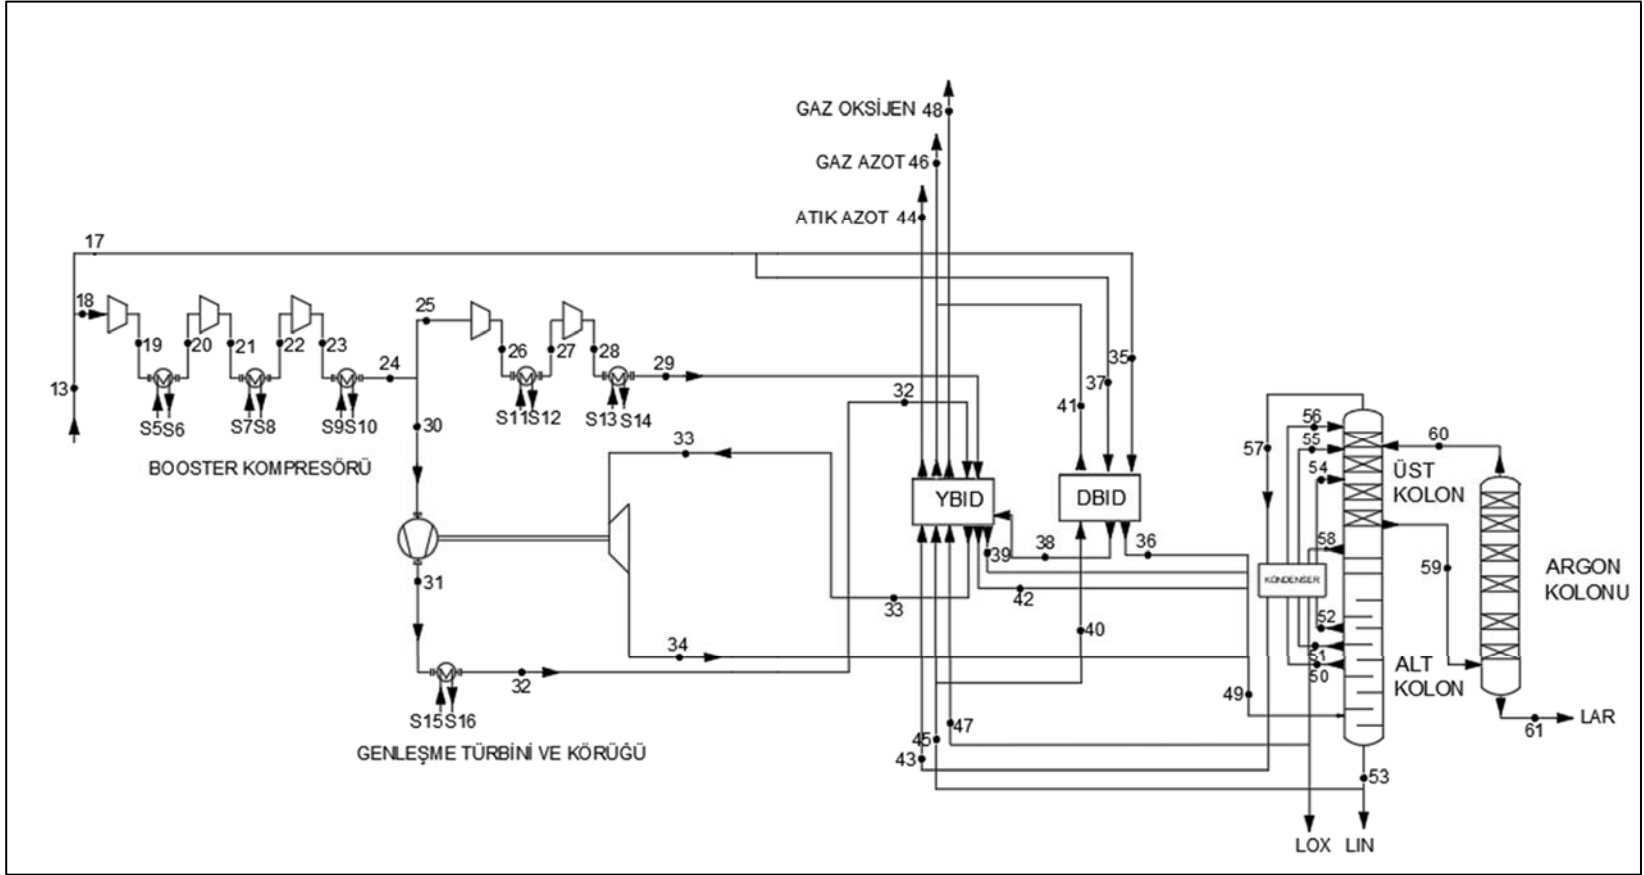 GAZ OKSİJEN 48
GAZ AZOT 46
ATIK AZOT 44
17
18
25
19
20
21
22
23
24
26
27
28
29
13
S5S6
S7S8
S9S10
S11S12
S13 S14
30
32
41
37
35
BOOSTER KOMPRESÖRÜ
33
YBID
DBID
57
56
55
54
60
ÜST
KOLON
58
59
ARGON
KOLONU
KONDENSER
39
38
36
31
33
42
40
52
51
50
ALT
KOLON
34
32
49
S15S16
47
45
43
61
LAR
GENLEŞME TÜRBİNİ VE KÖRÜĞÜ
53
LOX
LIN